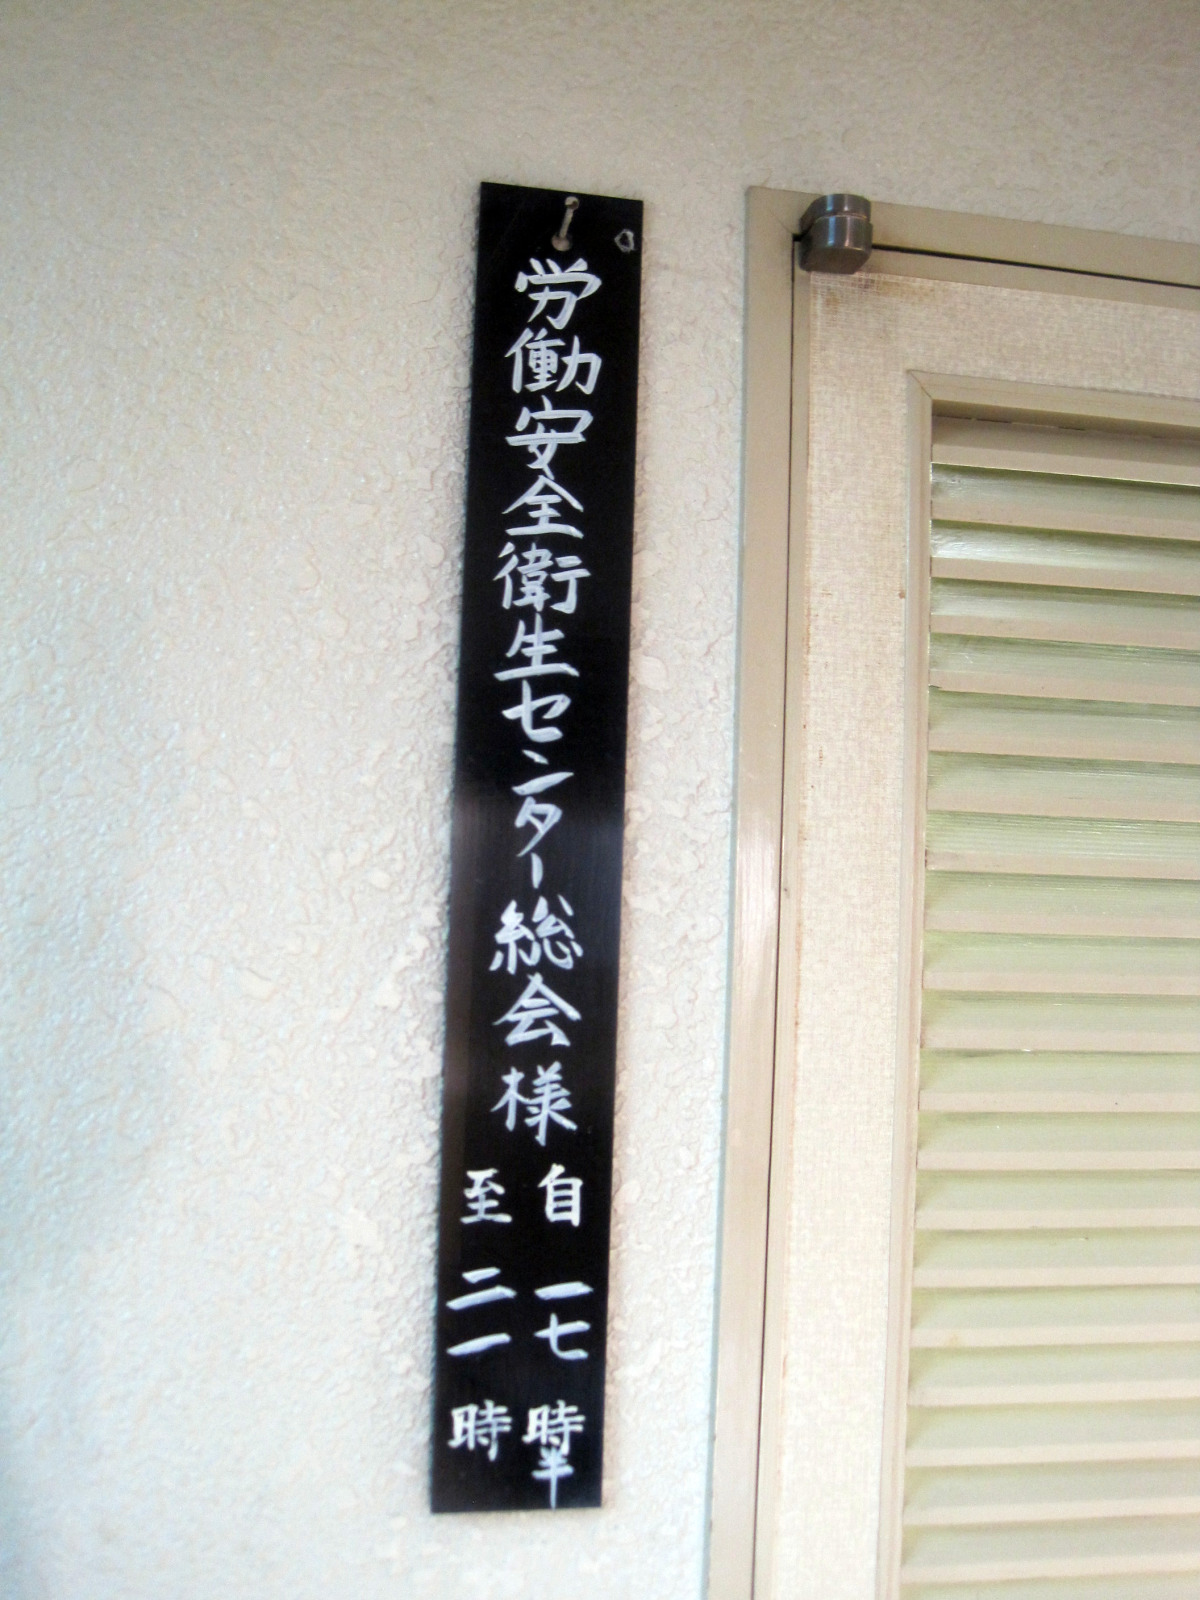 労働安全衛生センター総会様
自 一七 時半
至 二一 時